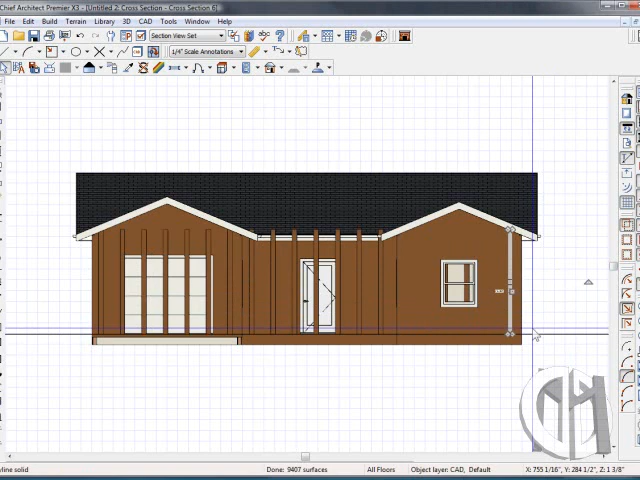 Chief Architect Premier X3 - [Untitled 2: Cross Section - Cross Section 6]
File Edit Build Terrain Library 3D CAD Tools Window Help
Section View Set
1/4" Scale Annotations
yline solid Done: 9407 surfaces All Floors Object layer: CAD, Default X: 755 1/16", Y: 284 1/2", Z: 1 3/8"